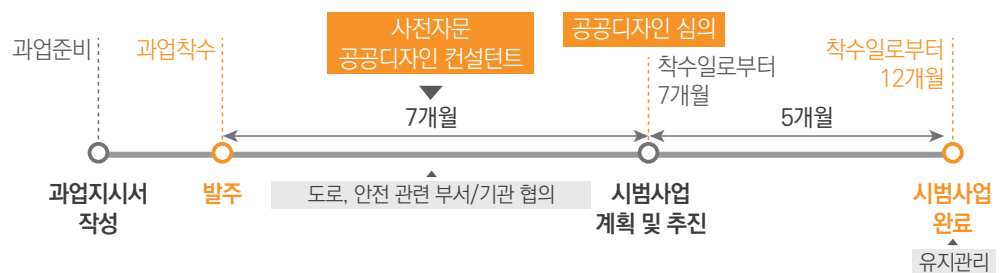 사전자문
공공디자인 컨설턴트
공공디자인 심의
과업준비
과업착수
착수일로부터
7개월
착수일로부터
12개월
7개월
5개월
과업지시서
작성
발주
도로, 안전 관련 부서/기관 협의
시범사업
계획 및 추진
시범사업
완료
유지관리